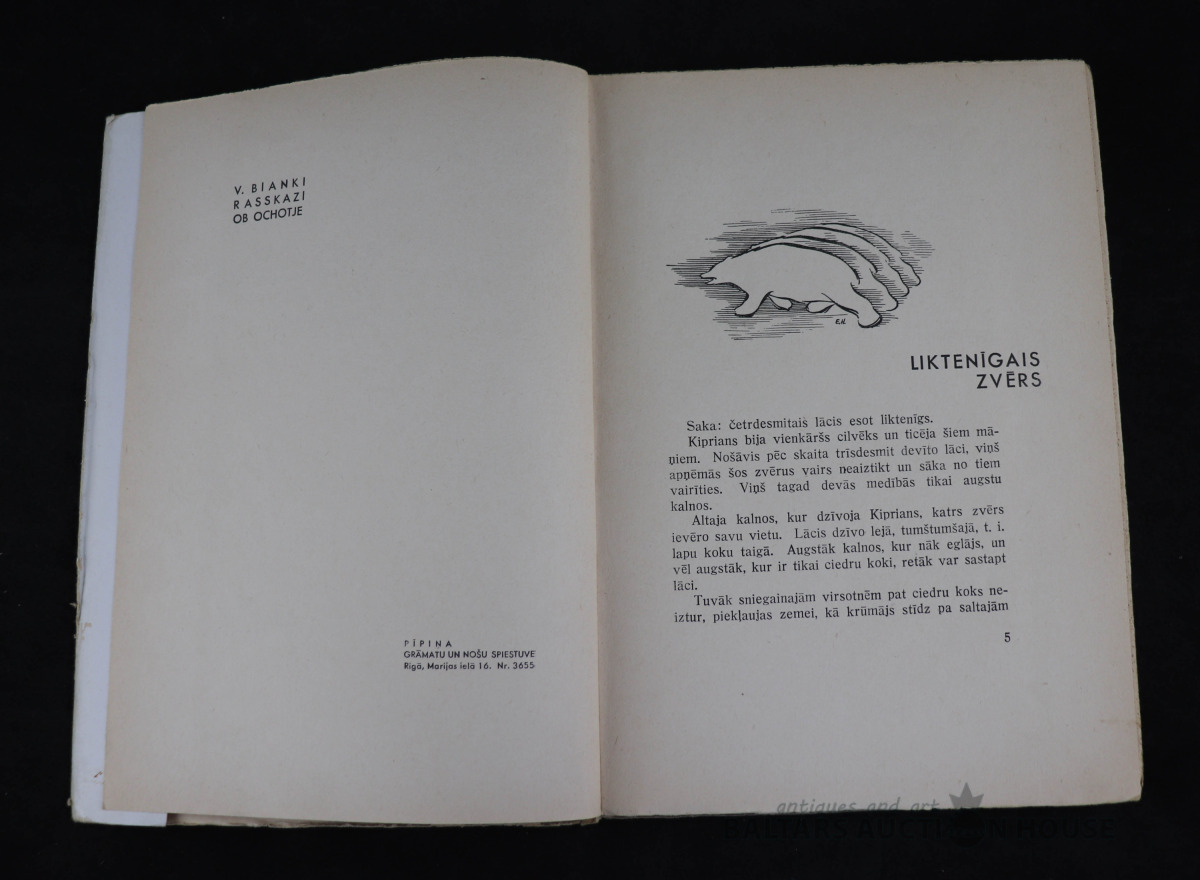 V. BIANKI
RASSKAZI
OB OCHOTJE
PĪPIŅA
GRĀMATU UN NOŠU SPIESTUVE
Rīgā, Marijas ielā 16. Nr. 3655
E.H.
LIKTENĪGAIS
ZVĒRS
Saka: četrdesmitais lācis esot liktenīgs.
Kiprians bija vienkāršs cilvēks un ticēja šiem mā-
ņiem. Nošāvis pēc skaita trīsdesmit devīto lāci, viņš
apņēmās šos zvērus vairs neaiztikt un sāka no tiem
vairīties. Viņš tagad devās medībās tikai augstu
kalnos.
Altaja kalnos, kur dzīvoja Kiprians, katrs zvērs
ievēro savu vietu. Lācis dzīvo lejā, tumštumšajā, t. i.
lapu koku taigā. Augstāk kalnos, kur nāk eglājs, un
vēl augstāk, kur ir tikai ciedru koki, retāk var sastapt
lāci.
Tuvāk sniegainajām virsotnēm pat ciedru koks ne-
iztur, piekļaujas zemei, kā krūmājs stīdz pa saltajām
5
antiques and art
BALTARS AUCTION HOUSE